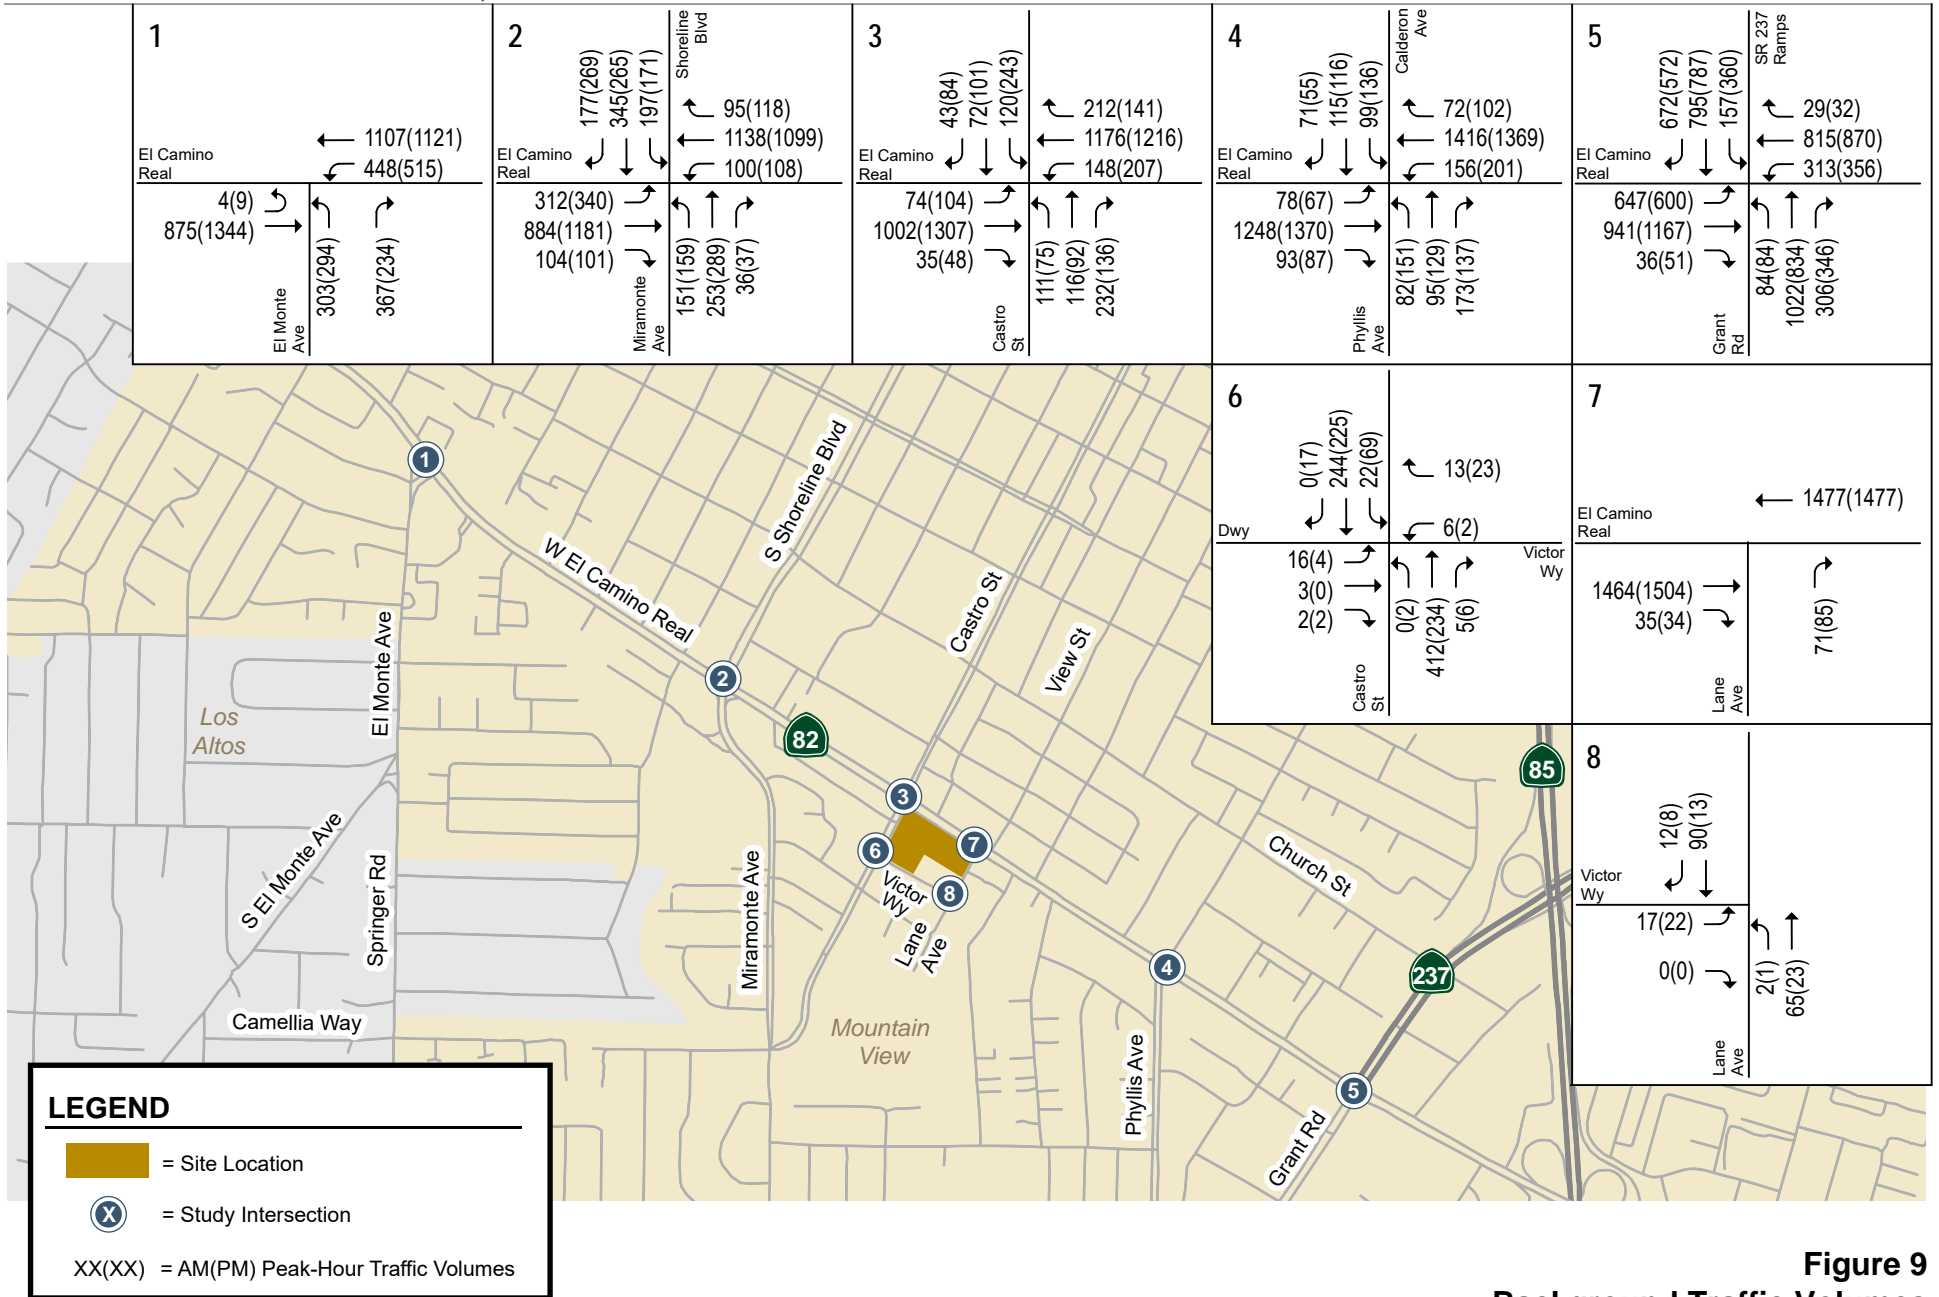 1
1107(1121)
448(515)
El Camino
Real
4(9)
875(1344)
303(294)
367(234)
El Monte
Ave
2
177(269)
345(265)
197(171)
Shoreline
Blvd
95(118)
1138(1099)
100(108)
El Camino
Real
312(340)
884(1181)
104(101)
151(159)
253(289)
36(37)
Miramonte
Ave
3
43(84)
72(101)
120(243)
212(141)
1176(1216)
148(207)
El Camino
Real
74(104)
1002(1307)
35(48)
111(75)
116(92)
232(136)
Castro
St
4
71(55)
115(116)
99(136)
Calderon
Ave
72(102)
1416(1369)
156(201)
El Camino
Real
78(67)
1248(1370)
93(87)
82(151)
95(129)
173(137)
Phyllis
Ave
5
672(572)
795(787)
157(360)
SR 237
Ramps
29(32)
815(870)
313(356)
El Camino
Real
647(600)
941(1167)
36(51)
84(84)
1022(834)
306(346)
Grant
Rd
6
0(17)
244(225)
22(69)
13(23)
6(2)
Dwy
Victor
Wy
16(4)
3(0)
2(2)
0(2)
412(234)
5(6)
Castro
St
7
1477(1477)
El Camino
Real
1464(1504)
35(34)
71(85)
Lane
Ave
8
12(8)
90(13)
Victor
Wy
17(22)
0(0)
2(1)
65(23)
Lane
Ave
1
S Shoreline Blvd
W El Camino Real
Castro St
View St
El Monte Ave
2
Los
Altos
82
85
3
6
7
8
Victor
Wy
Lane
Ave
Church St
S El Monte Ave
Springer Rd
Miramonte Ave
4
237
Camellia Way
Mountain
View
Phyllis Ave
5
Grant Rd
LEGEND
= Site Location
X = Study Intersection
XX(XX) = AM(PM) Peak-Hour Traffic Volumes
Figure 9
Background Traffic Volumes